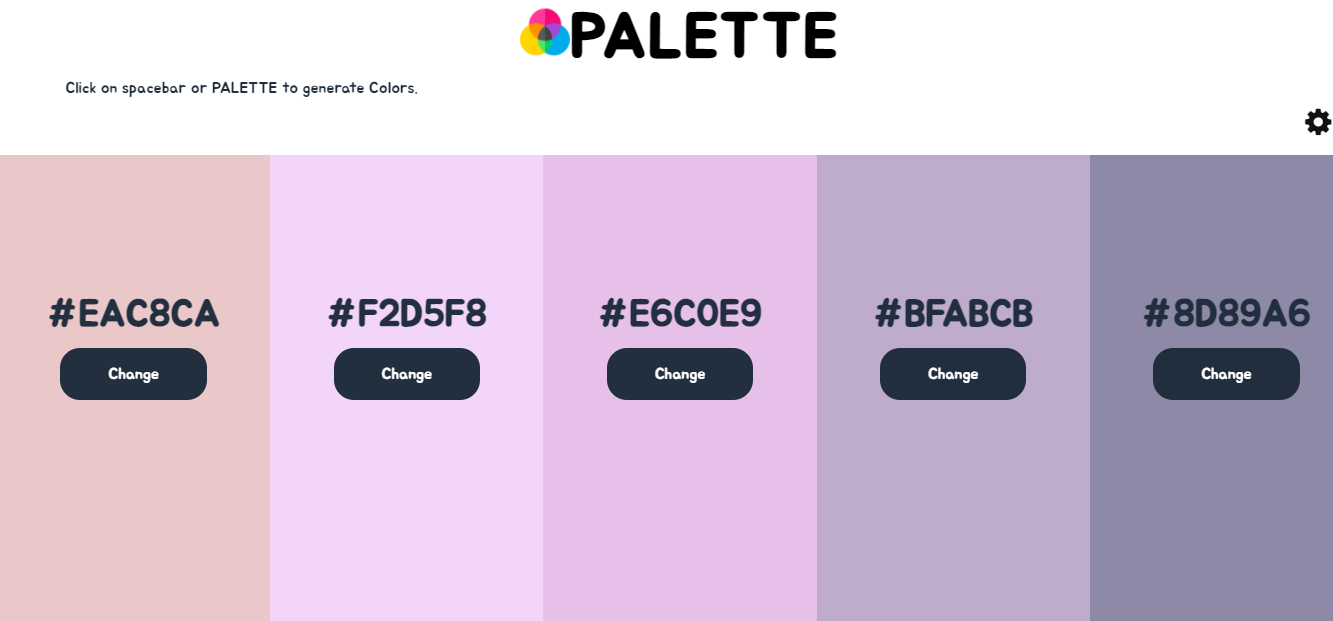 PALETTE
Click on spacebar or PALETTE to generate Colors.
#EAC8CA #F2D5F8 #E6C0E9 #BFABCB #8D89A6
Change Change Change Change Change